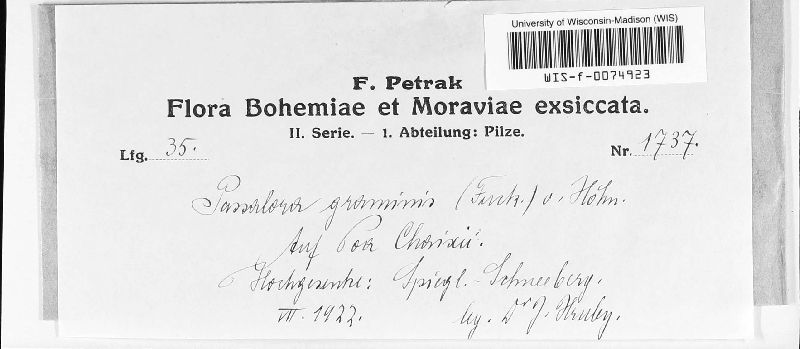 University of Wisconsin-Madison (WIS)
WIS-f-0074923
F. Petrak
Flora Bohemiae et Moraviae exsiccata.
II. Serie. — 1. Abteilung: Pilze.
Lfg. 35.
Nr. 1737.
Passalora graminis (Fuck.) v. Höhn.
Auf Poa Chaixii.
Hochgesenke: Spiegl.-Schneeberg.
VII. 1922.
leg. Dr J. Hruby.